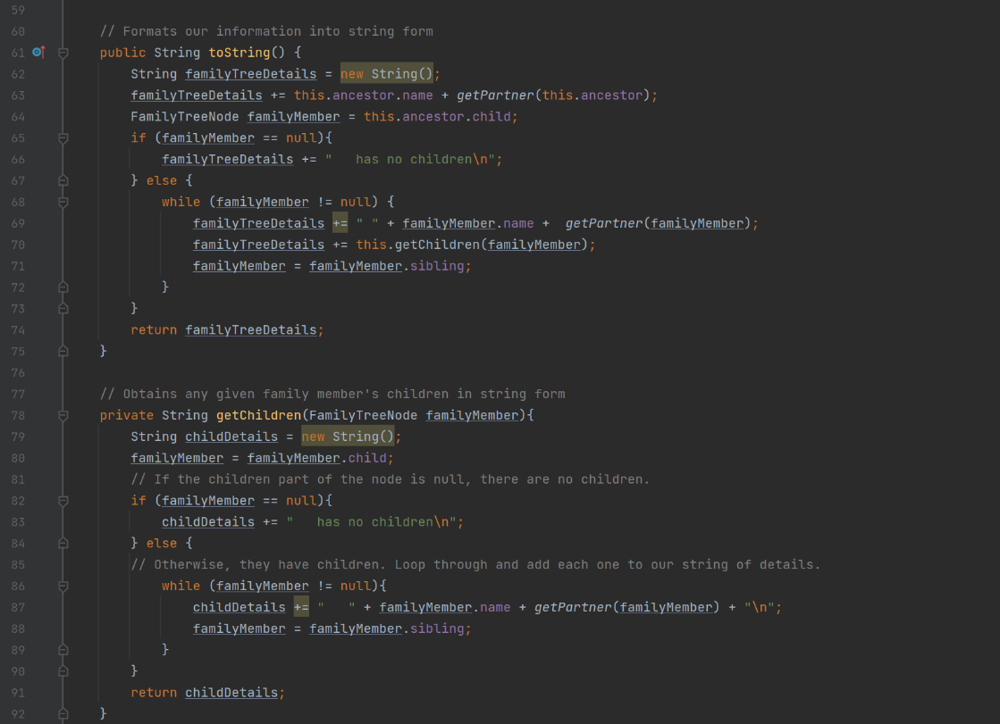 59
60 // Formats our information into string form
61 public String toString() {
62 String familyTreeDetails = new String();
63 familyTreeDetails += this.ancestor.name + getPartner(this.ancestor);
64 FamilyTreeNode familyMember = this.ancestor.child;
65 if (familyMember == null){
66 familyTreeDetails += "   has no children\n";
67 } else {
68 while (familyMember != null) {
69 familyTreeDetails += " " + familyMember.name +  getPartner(familyMember);
70 familyTreeDetails += this.getChildren(familyMember);
71 familyMember = familyMember.sibling;
72 }
73 }
74 return familyTreeDetails;
75 }
76
77 // Obtains any given family member's children in string form
78 private String getChildren(FamilyTreeNode familyMember){
79 String childDetails = new String();
80 familyMember = familyMember.child;
81 // If the children part of the node is null, there are no children.
82 if (familyMember == null){
83 childDetails += "   has no children\n";
84 } else {
85 // Otherwise, they have children. Loop through and add each one to our string of details.
86 while (familyMember != null){
87 childDetails += "   " + familyMember.name + getPartner(familyMember) + "\n";
88 familyMember = familyMember.sibling;
89 }
90 }
91 return childDetails;
92 }